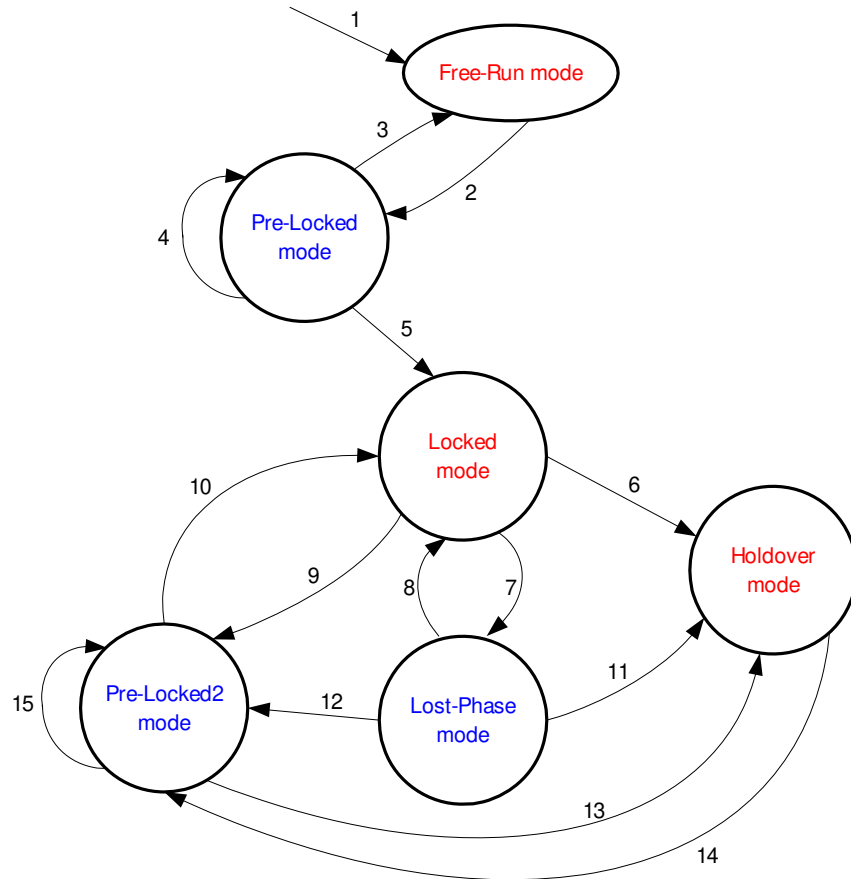 1
Free-Run mode
3
2
Pre-Locked
mode
4
5
Locked
mode
10
6
Holdover
mode
9
8
7
11
Pre-Locked2
mode
15
12
Lost-Phase
mode
13
14